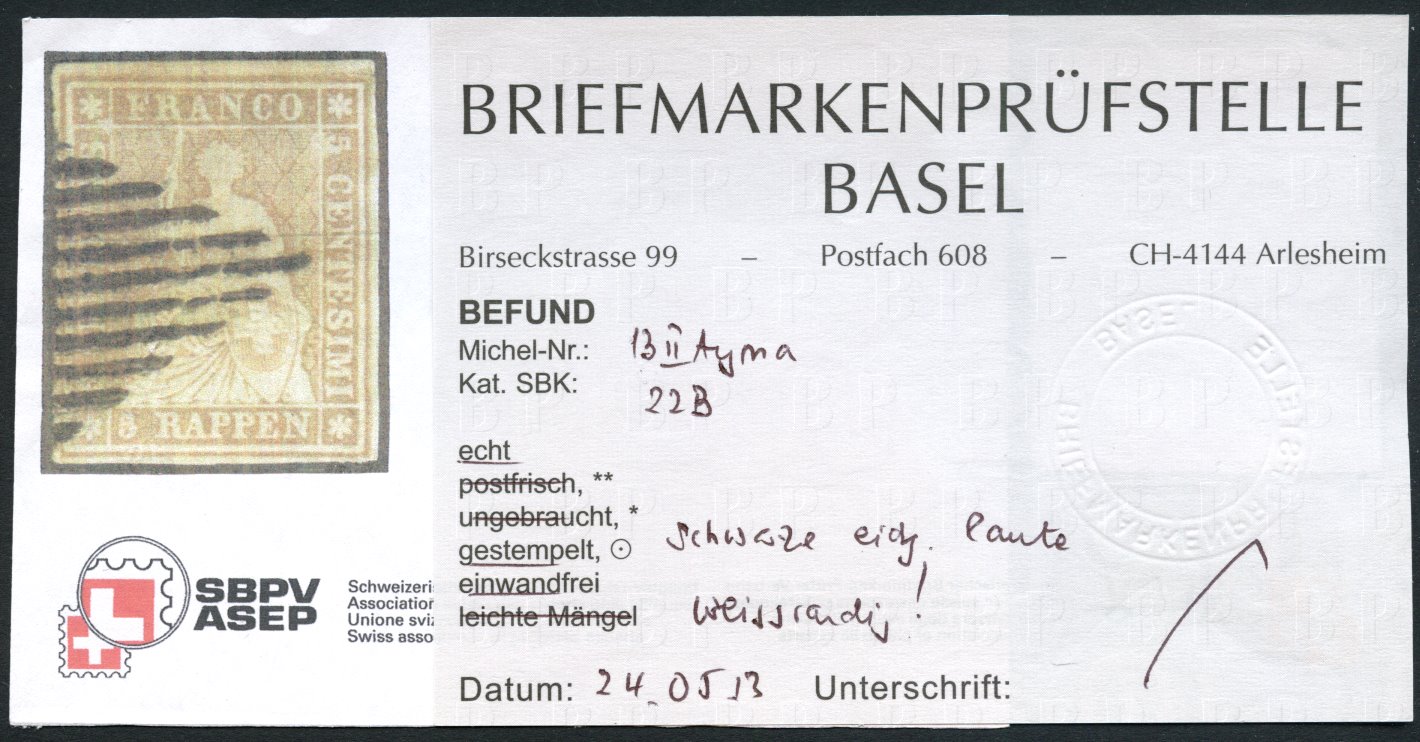 FRANCO
5 CENTESIMI
5 RAPPEN
SBPV
ASEP
Schweizeri
Association
Unione sviz
Swiss asso
BRIEFMARKENPRÜFSTELLE
BASEL
Birseckstrasse 99 – Postfach 608 – CH-4144 Arlesheim
BEFUND
Michel-Nr.: 13 II Ayma
Kat. SBK: 22B
echt
postfrisch, **
ungebraucht, *
gestempelt, ⊙ schwarze eidg. Raute
einwandfrei
leichte Mängel weissrandig!
Datum: 24.05.13 Unterschrift: